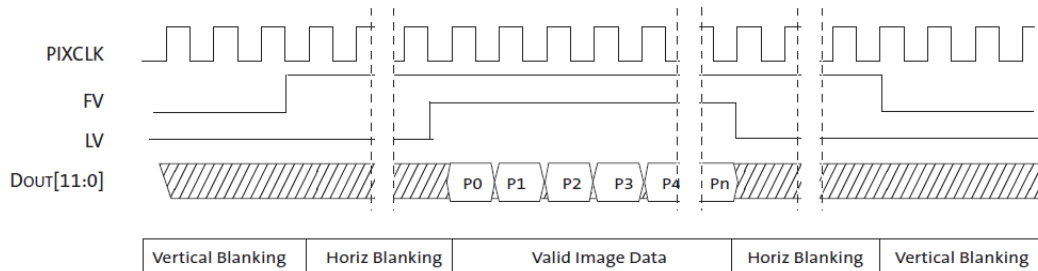 PIXCLK
FV
LV
DOUT[11:0]
P0 P1 P2 P3 P4 Pn
Vertical Blanking Horiz Blanking Valid Image Data Horiz Blanking Vertical Blanking